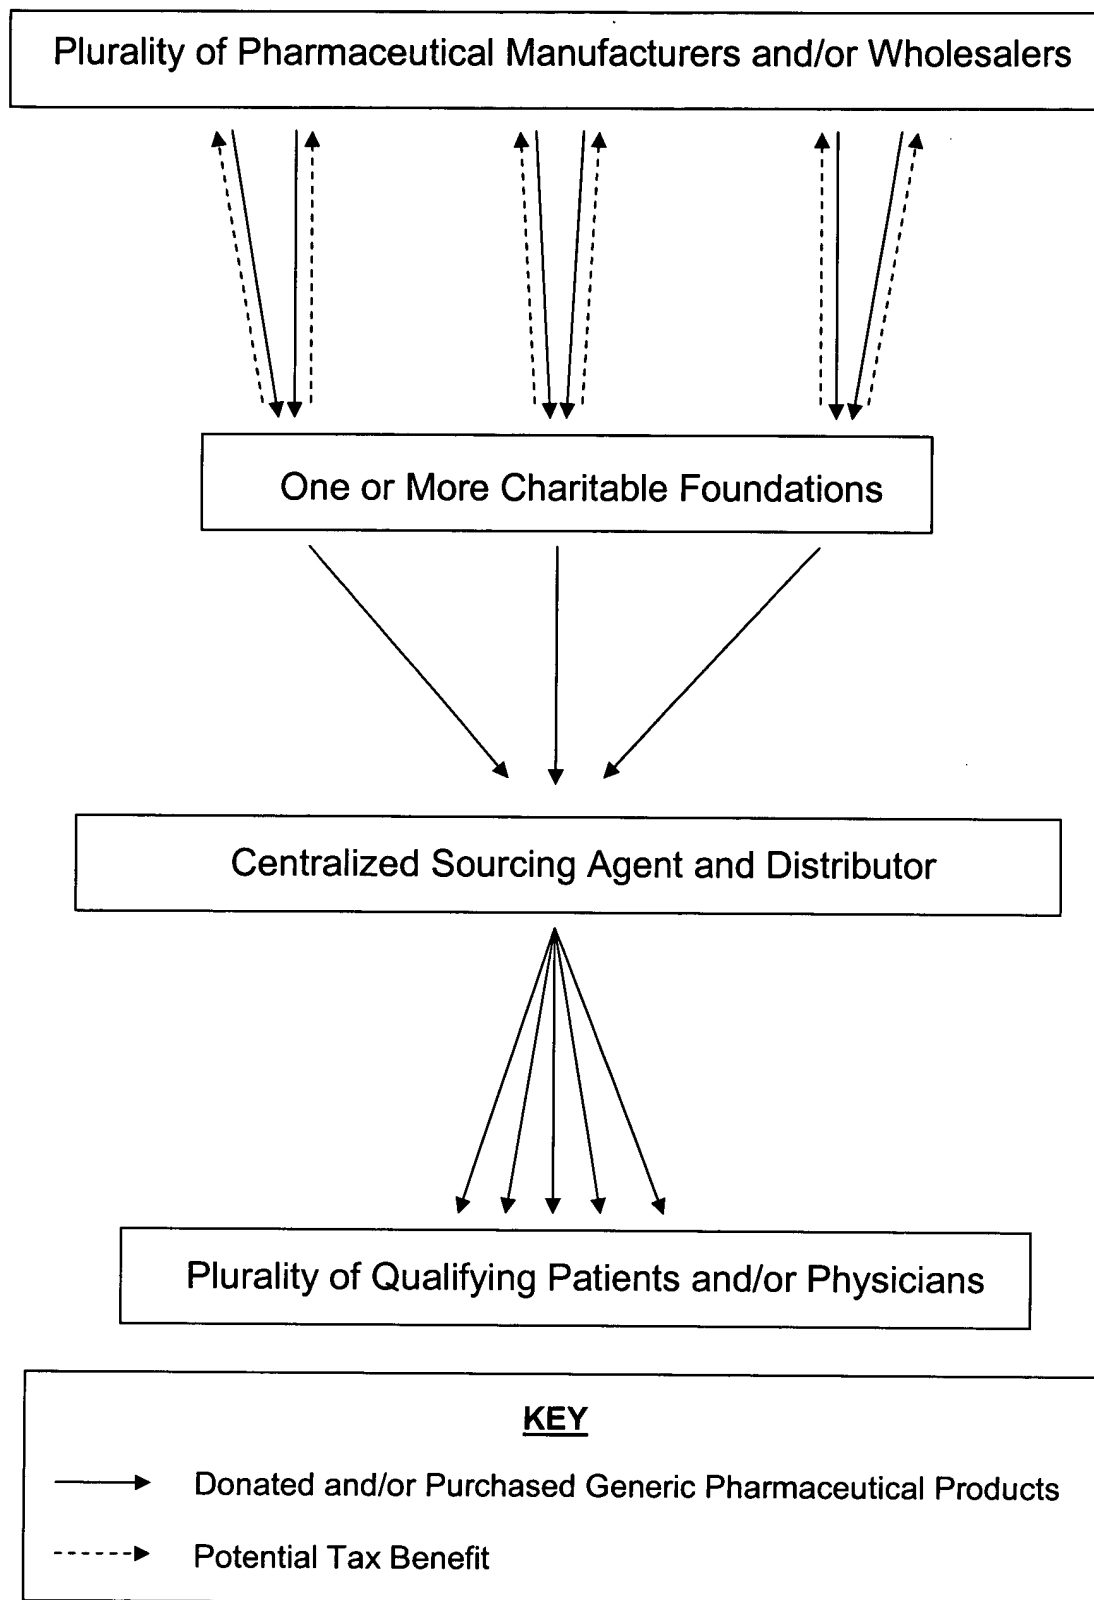 Plurality of Pharmaceutical Manufacturers and/or Wholesalers
One or More Charitable Foundations
Centralized Sourcing Agent and Distributor
Plurality of Qualifying Patients and/or Physicians
KEY
Donated and/or Purchased Generic Pharmaceutical Products
Potential Tax Benefit